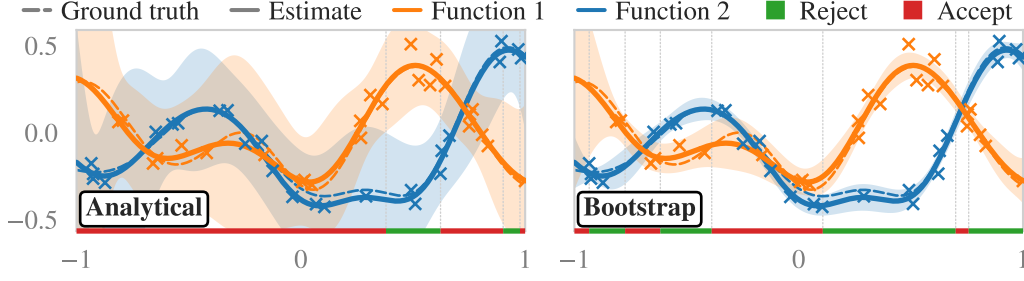 Ground truth Estimate Function 1 Function 2 Reject Accept
0.5
0.0
−0.5
Analytical Bootstrap
−1 0 1 −1 0 1